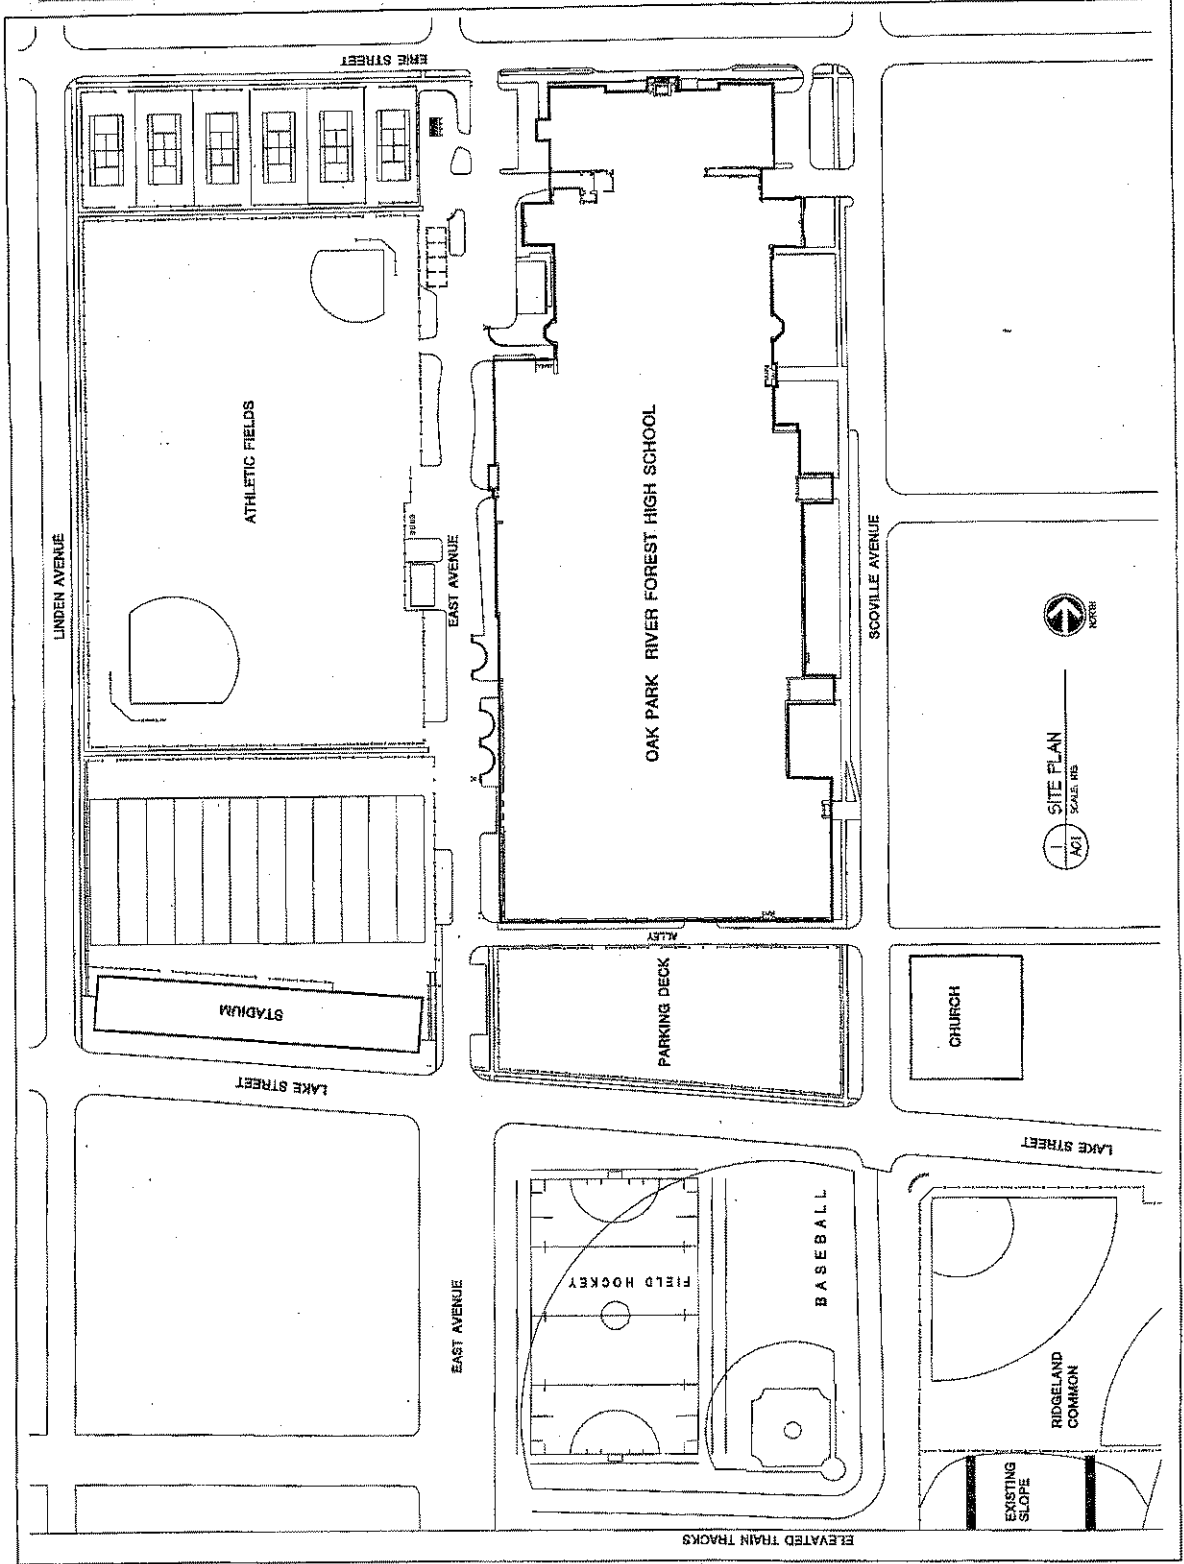 ERIE STREET
LINDEN AVENUE
ATHLETIC FIELDS
EAST AVENUE
OAK PARK RIVER FOREST HIGH SCHOOL
SCOVILLE AVENUE
NORTH
1
A01
SITE PLAN
SCALE: NTS
ALLEY
STADIUM
PARKING DECK
CHURCH
LAKE STREET
LAKE STREET
EAST AVENUE
FIELD HOCKEY
BASEBALL
RIDGELAND
COMMON
EXISTING
SLOPE
ELEVATED TRAIN TRACKS